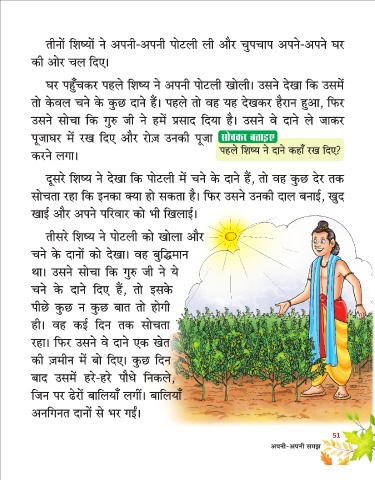 तीनों शिष्यों ने अपनी-अपनी पोटली ली और चुपचाप अपने-अपने घर
की ओर चल दिए।
घर पहुँचकर पहले शिष्य ने अपनी पोटली खोली। उसने देखा कि उसमें
तो केवल चने के कुछ दाने हैं। पहले तो वह यह देखकर हैरान हुआ, फिर
उसने सोचा कि गुरु जी ने हमें प्रसाद दिया है। उसने वे दाने ले जाकर
पूजाघर में रख दिए और रोज़ उनकी पूजा
करने लगा।
सोचकर बताइए
पहले शिष्य ने दाने कहाँ रख दिए?
दूसरे शिष्य ने देखा कि पोटली में चने के दाने हैं, तो वह कुछ देर तक
सोचता रहा कि इनका क्या हो सकता है। फिर उसने उनकी दाल बनाई, खुद
खाई और अपने परिवार को भी खिलाई।
तीसरे शिष्य ने पोटली को खोला और
चने के दानों को देखा। वह बुद्धिमान
था। उसने सोचा कि गुरु जी ने ये
चने के दाने दिए हैं, तो इसके
पीछे कुछ न कुछ बात तो होगी
ही। वह कई दिन तक सोचता
रहा। फिर उसने वे दाने एक खेत
की ज़मीन में बो दिए। कुछ दिन
बाद उसमें हरे-हरे पौधे निकले,
जिन पर ढेरों बालियाँ लगीं। बालियाँ
अनगिनत दानों से भर गईं।
51
अपनी-अपनी समझ